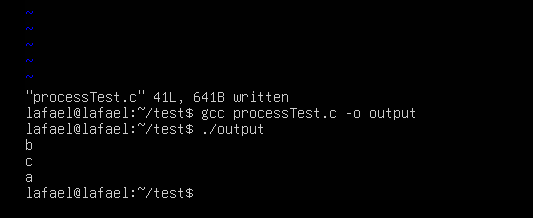 ~
~
~
~
~
"processTest.c" 41L, 641B written
lafael@lafael:~/test$ gcc processTest.c -o output
lafael@lafael:~/test$ ./output
b
c
a
lafael@lafael:~/test$